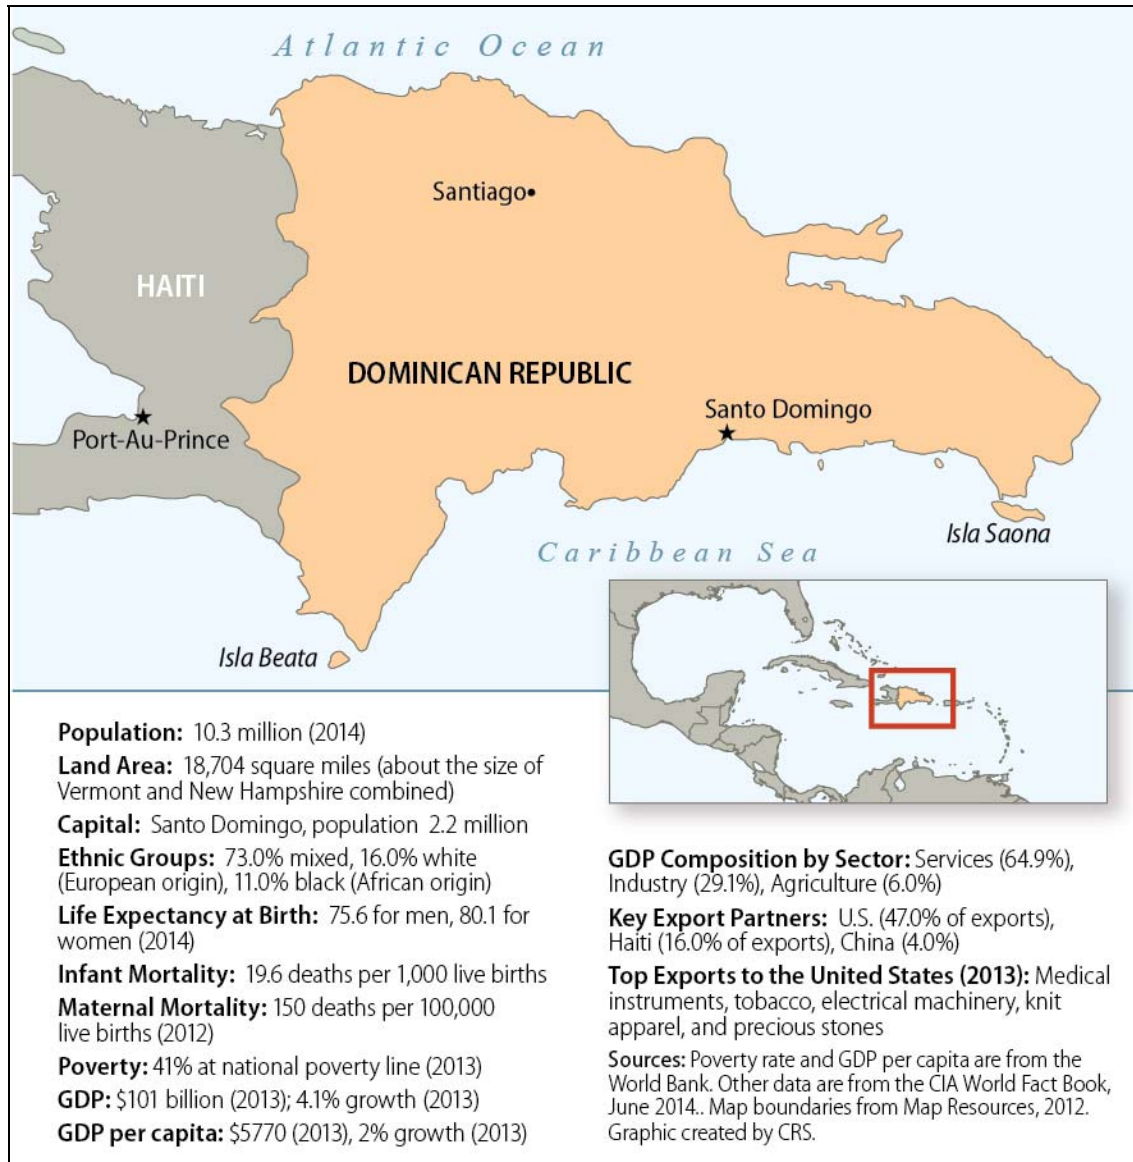 Atlantic Ocean
Santiago
HAITI
DOMINICAN REPUBLIC
Santo Domingo
Port-Au-Prince
Isla Saona
Caribbean Sea
Isla Beata
Population: 10.3 million (2014)
Land Area: 18,704 square miles (about the size of
Vermont and New Hampshire combined)
Capital: Santo Domingo, population 2.2 million
Ethnic Groups: 73.0% mixed, 16.0% white
(European origin), 11.0% black (African origin)
Life Expectancy at Birth: 75.6 for men, 80.1 for
women (2014)
Infant Mortality: 19.6 deaths per 1,000 live births
Maternal Mortality: 150 deaths per 100,000
live births (2012)
Poverty: 41% at national poverty line (2013)
GDP: $101 billion (2013); 4.1% growth (2013)
GDP per capita: $5770 (2013), 2% growth (2013)
GDP Composition by Sector: Services (64.9%),
Industry (29.1%), Agriculture (6.0%)
Key Export Partners: U.S. (47.0% of exports),
Haiti (16.0% of exports), China (4.0%)
Top Exports to the United States (2013): Medical
instruments, tobacco, electrical machinery, knit
apparel, and precious stones
Sources: Poverty rate and GDP per capita are from the
World Bank. Other data are from the CIA World Fact Book,
June 2014.. Map boundaries from Map Resources, 2012.
Graphic created by CRS.